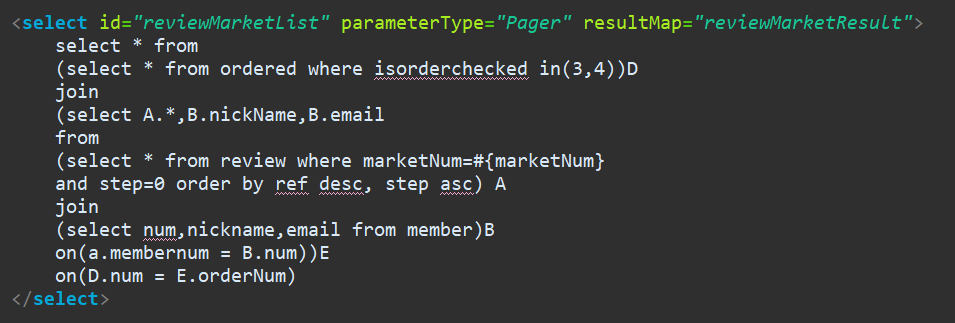 <select id="reviewMarketList" parameterType="Pager" resultMap="reviewMarketResult">
select * from
(select * from ordered where isorderchecked in(3,4))D
join
(select A.*,B.nickName,B.email
from
(select * from review where marketNum=#{marketNum}
and step=0 order by ref desc, step asc) A
join
(select num,nickname,email from member)B
on(a.membernum = B.num))E
on(D.num = E.orderNum)
</select>